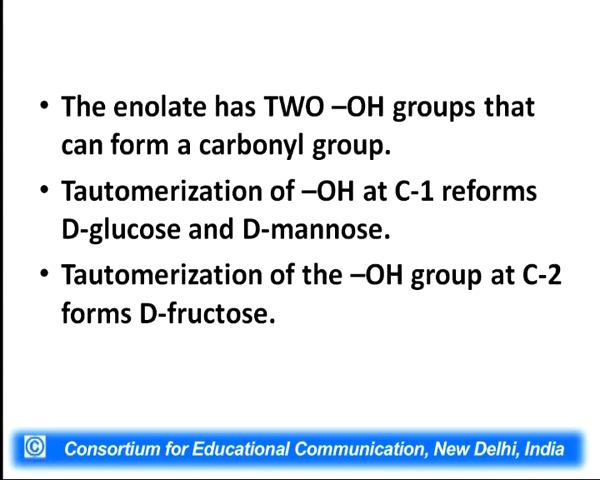 • The enolate has TWO –OH groups that
can form a carbonyl group.
• Tautomerization of –OH at C-1 reforms
D-glucose and D-mannose.
• Tautomerization of the –OH group at C-2
forms D-fructose.
© Consortium for Educational Communication, New Delhi, India